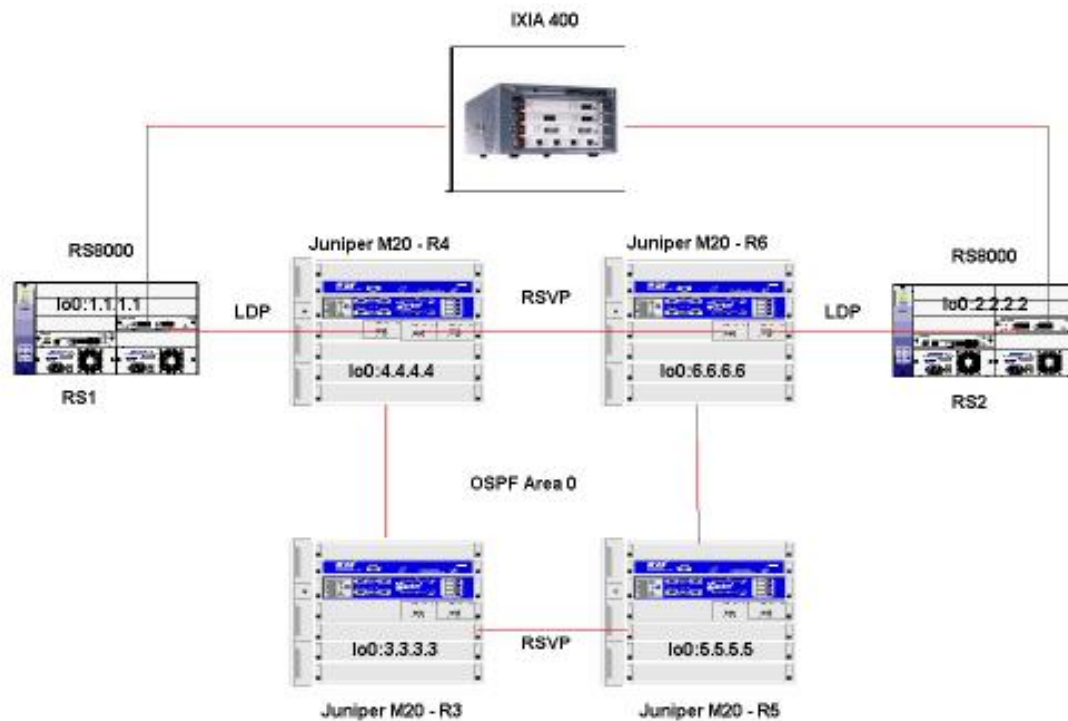 IXIA 400
Juniper M20 - R4
Juniper M20 - R6
RS8000
RS8000
lo0:1.1.1.1
LDP
RSVP
LDP
lo0:2.2.2.2
lo0:4.4.4.4
lo0:6.6.6.6
RS1
RS2
OSPF Area 0
lo0:3.3.3.3
RSVP
lo0:5.5.5.5
Juniper M20 - R3
Juniper M20 - R5